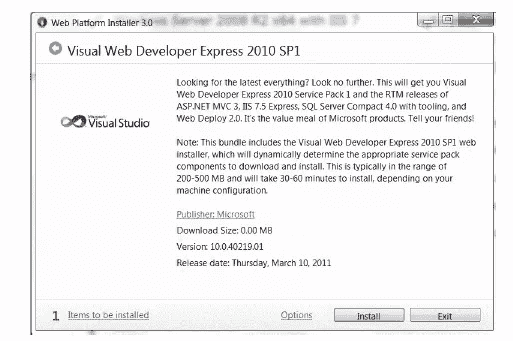 Web Platform Installer 3.0
Visual Web Developer Express 2010 SP1
Looking for the latest everything? Look no further. This will get you Visual
Web Developer Express 2010 Service Pack 1 and the RTM releases of
ASP.NET MVC 3, IIS 7.5 Express, SQL Server Compact 4.0 with tooling, and
Web Deploy 2.0. It's the value meal of Microsoft products. Tell your friends!
Microsoft
Visual Studio
Note: This bundle includes the Visual Web Developer Express 2010 SP1 web
installer, which will dynamically determine the appropriate service pack
components to download and install. This is typically in the range of
200-500 MB and will take 30-60 minutes to install, depending on your
machine configuration.
Publisher: Microsoft
Download Size: 0.00 MB
Version: 10.0.40219.01
Release date: Thursday, March 10, 2011
1 Items to be installed Options Install Exit